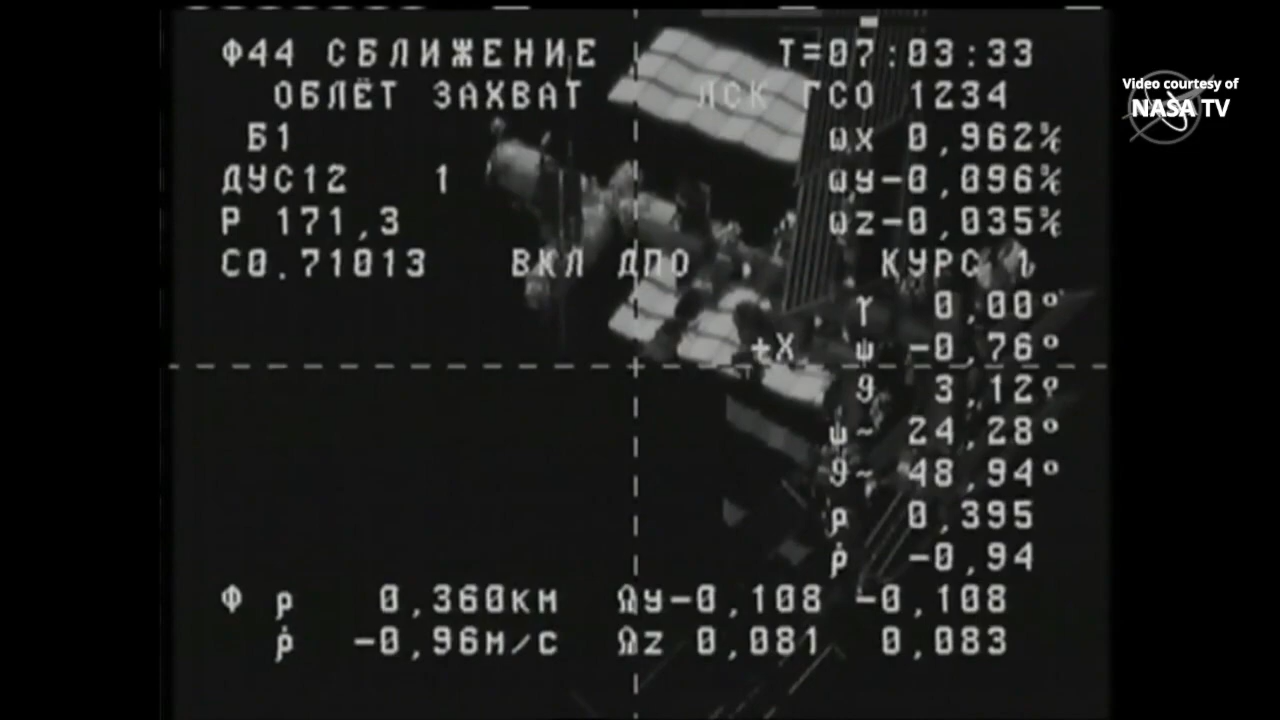 Ф44 СБЛИЖЕНИЕ T=07:03:33
ОБЛЁТ ЗАХВАТ ЛСК ГСО 1234
Б1 ωX 0,962°/с
ДУС12 1 ωУ-0,096°/с
Р 171,3 ωZ-0,035°/с
С0.71013 ВКЛ ДПО КУРС
γ 0,00°
+X ψ -0,76°
ϑ 3,12°
ψ~ 24,28°
ϑ~ 48,94°
ρ 0,395
ρ̇ -0,94
Ф ρ 0,360КМ ΩУ-0,108 -0,108
ρ̇ -0,96М/С ΩZ 0,081 0,083
Video courtesy of
NASA TV